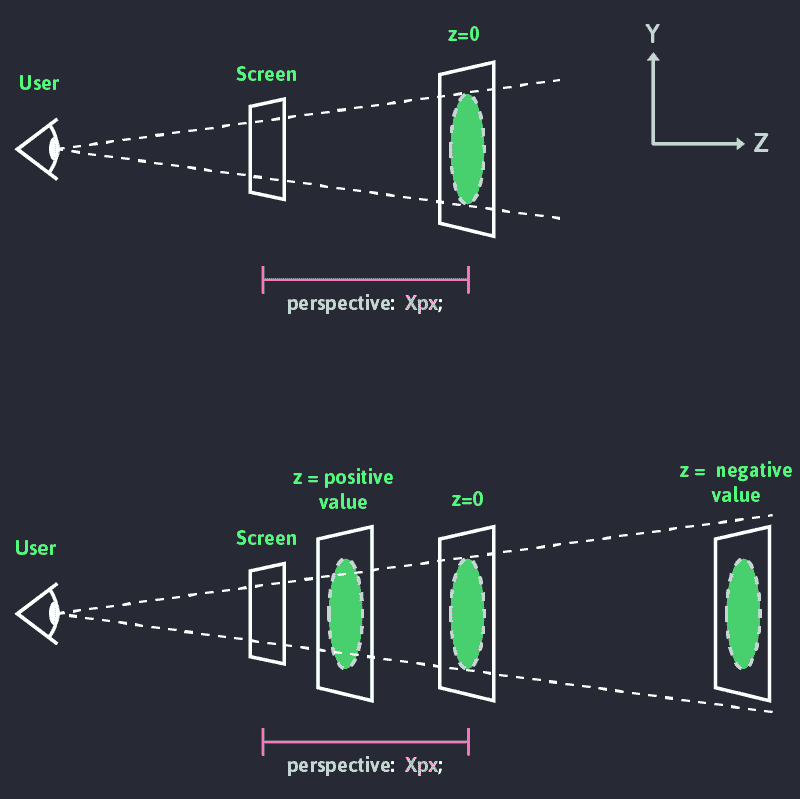 z=0
Y
Screen
User
Z
perspective: Xpx;
z = negative
z = positive
value
value
z=0
Screen
User
perspective: Xpx;